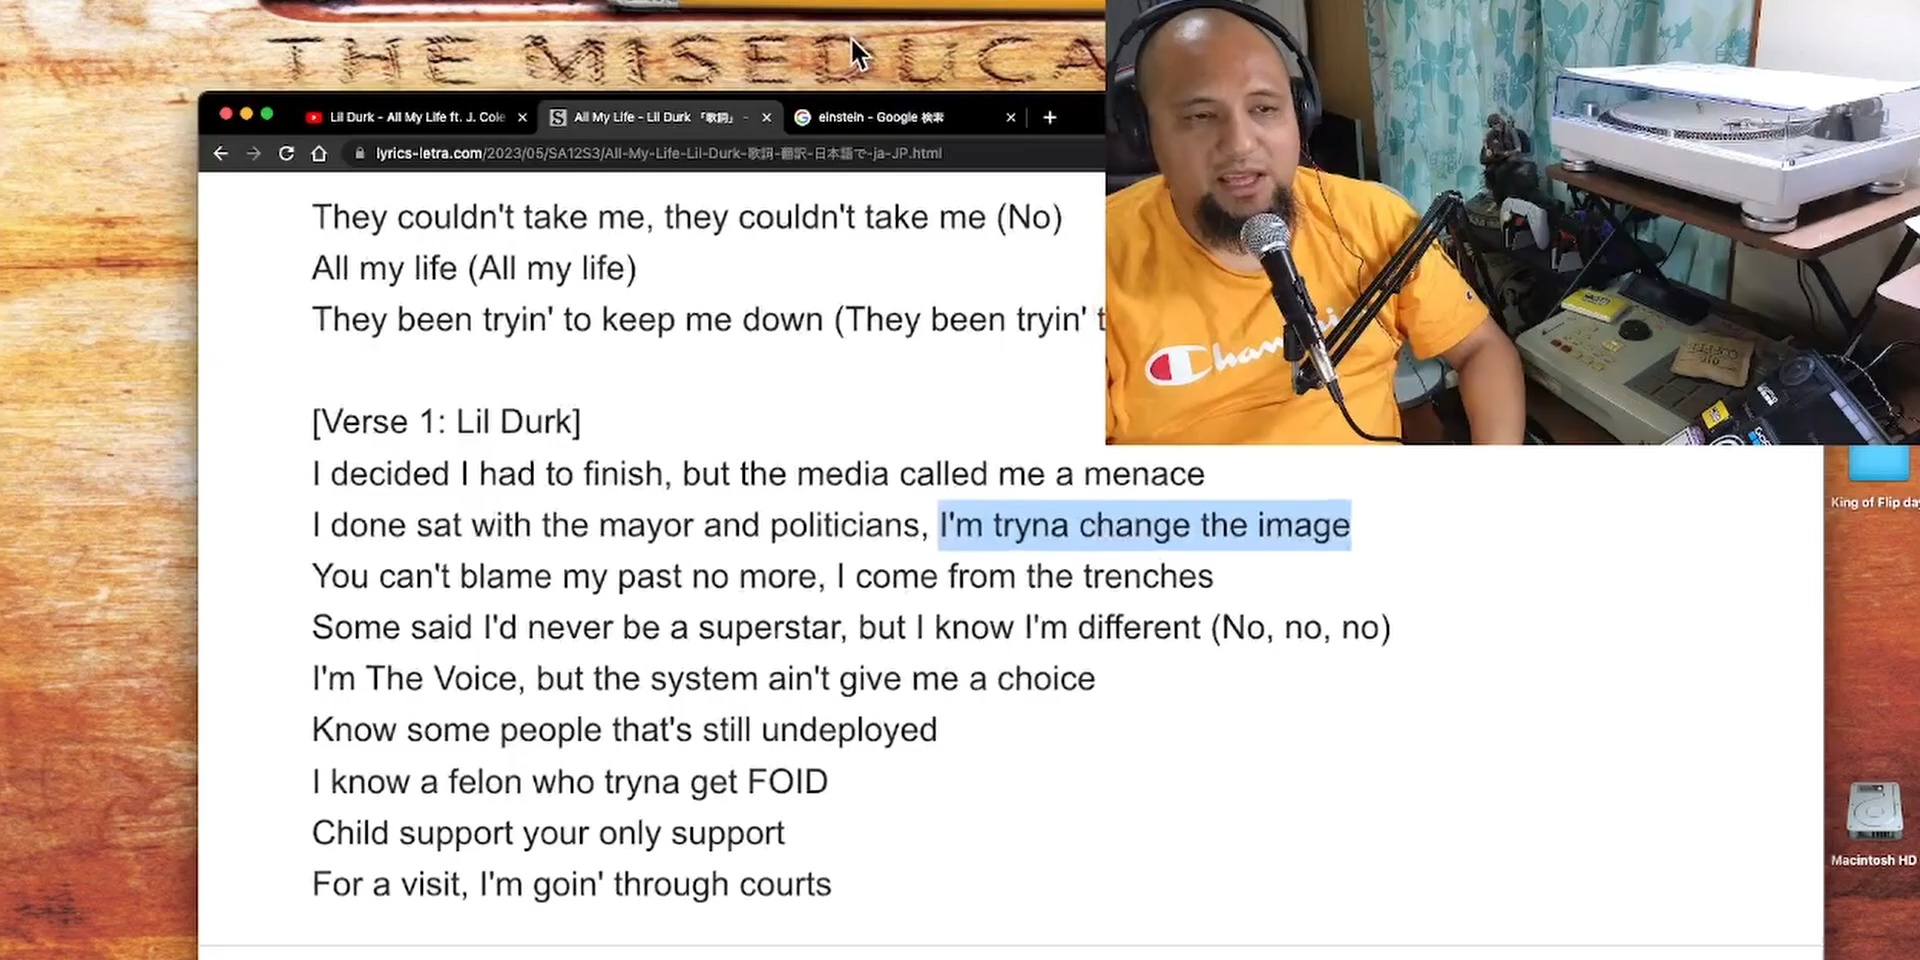 THE MISEDUCA
Lil Durk - All My Life ft. J. Cole
All My Life - Lil Durk 「歌詞」 -
einstein - Google 検索
lyrics-letra.com/2023/05/SA12S3/All-My-Life-Lil-Durk-歌詞-翻訳-日本語で-ja-JP.html
They couldn't take me, they couldn't take me (No)
All my life (All my life)
They been tryin' to keep me down (They been tryin' t
[Verse 1: Lil Durk]
I decided I had to finish, but the media called me a menace
I done sat with the mayor and politicians, I'm tryna change the image
You can't blame my past no more, I come from the trenches
Some said I'd never be a superstar, but I know I'm different (No, no, no)
I'm The Voice, but the system ain't give me a choice
Know some people that's still undeployed
I know a felon who tryna get FOID
Child support your only support
For a visit, I'm goin' through courts
Champi
King of Flip day
Macintosh HD